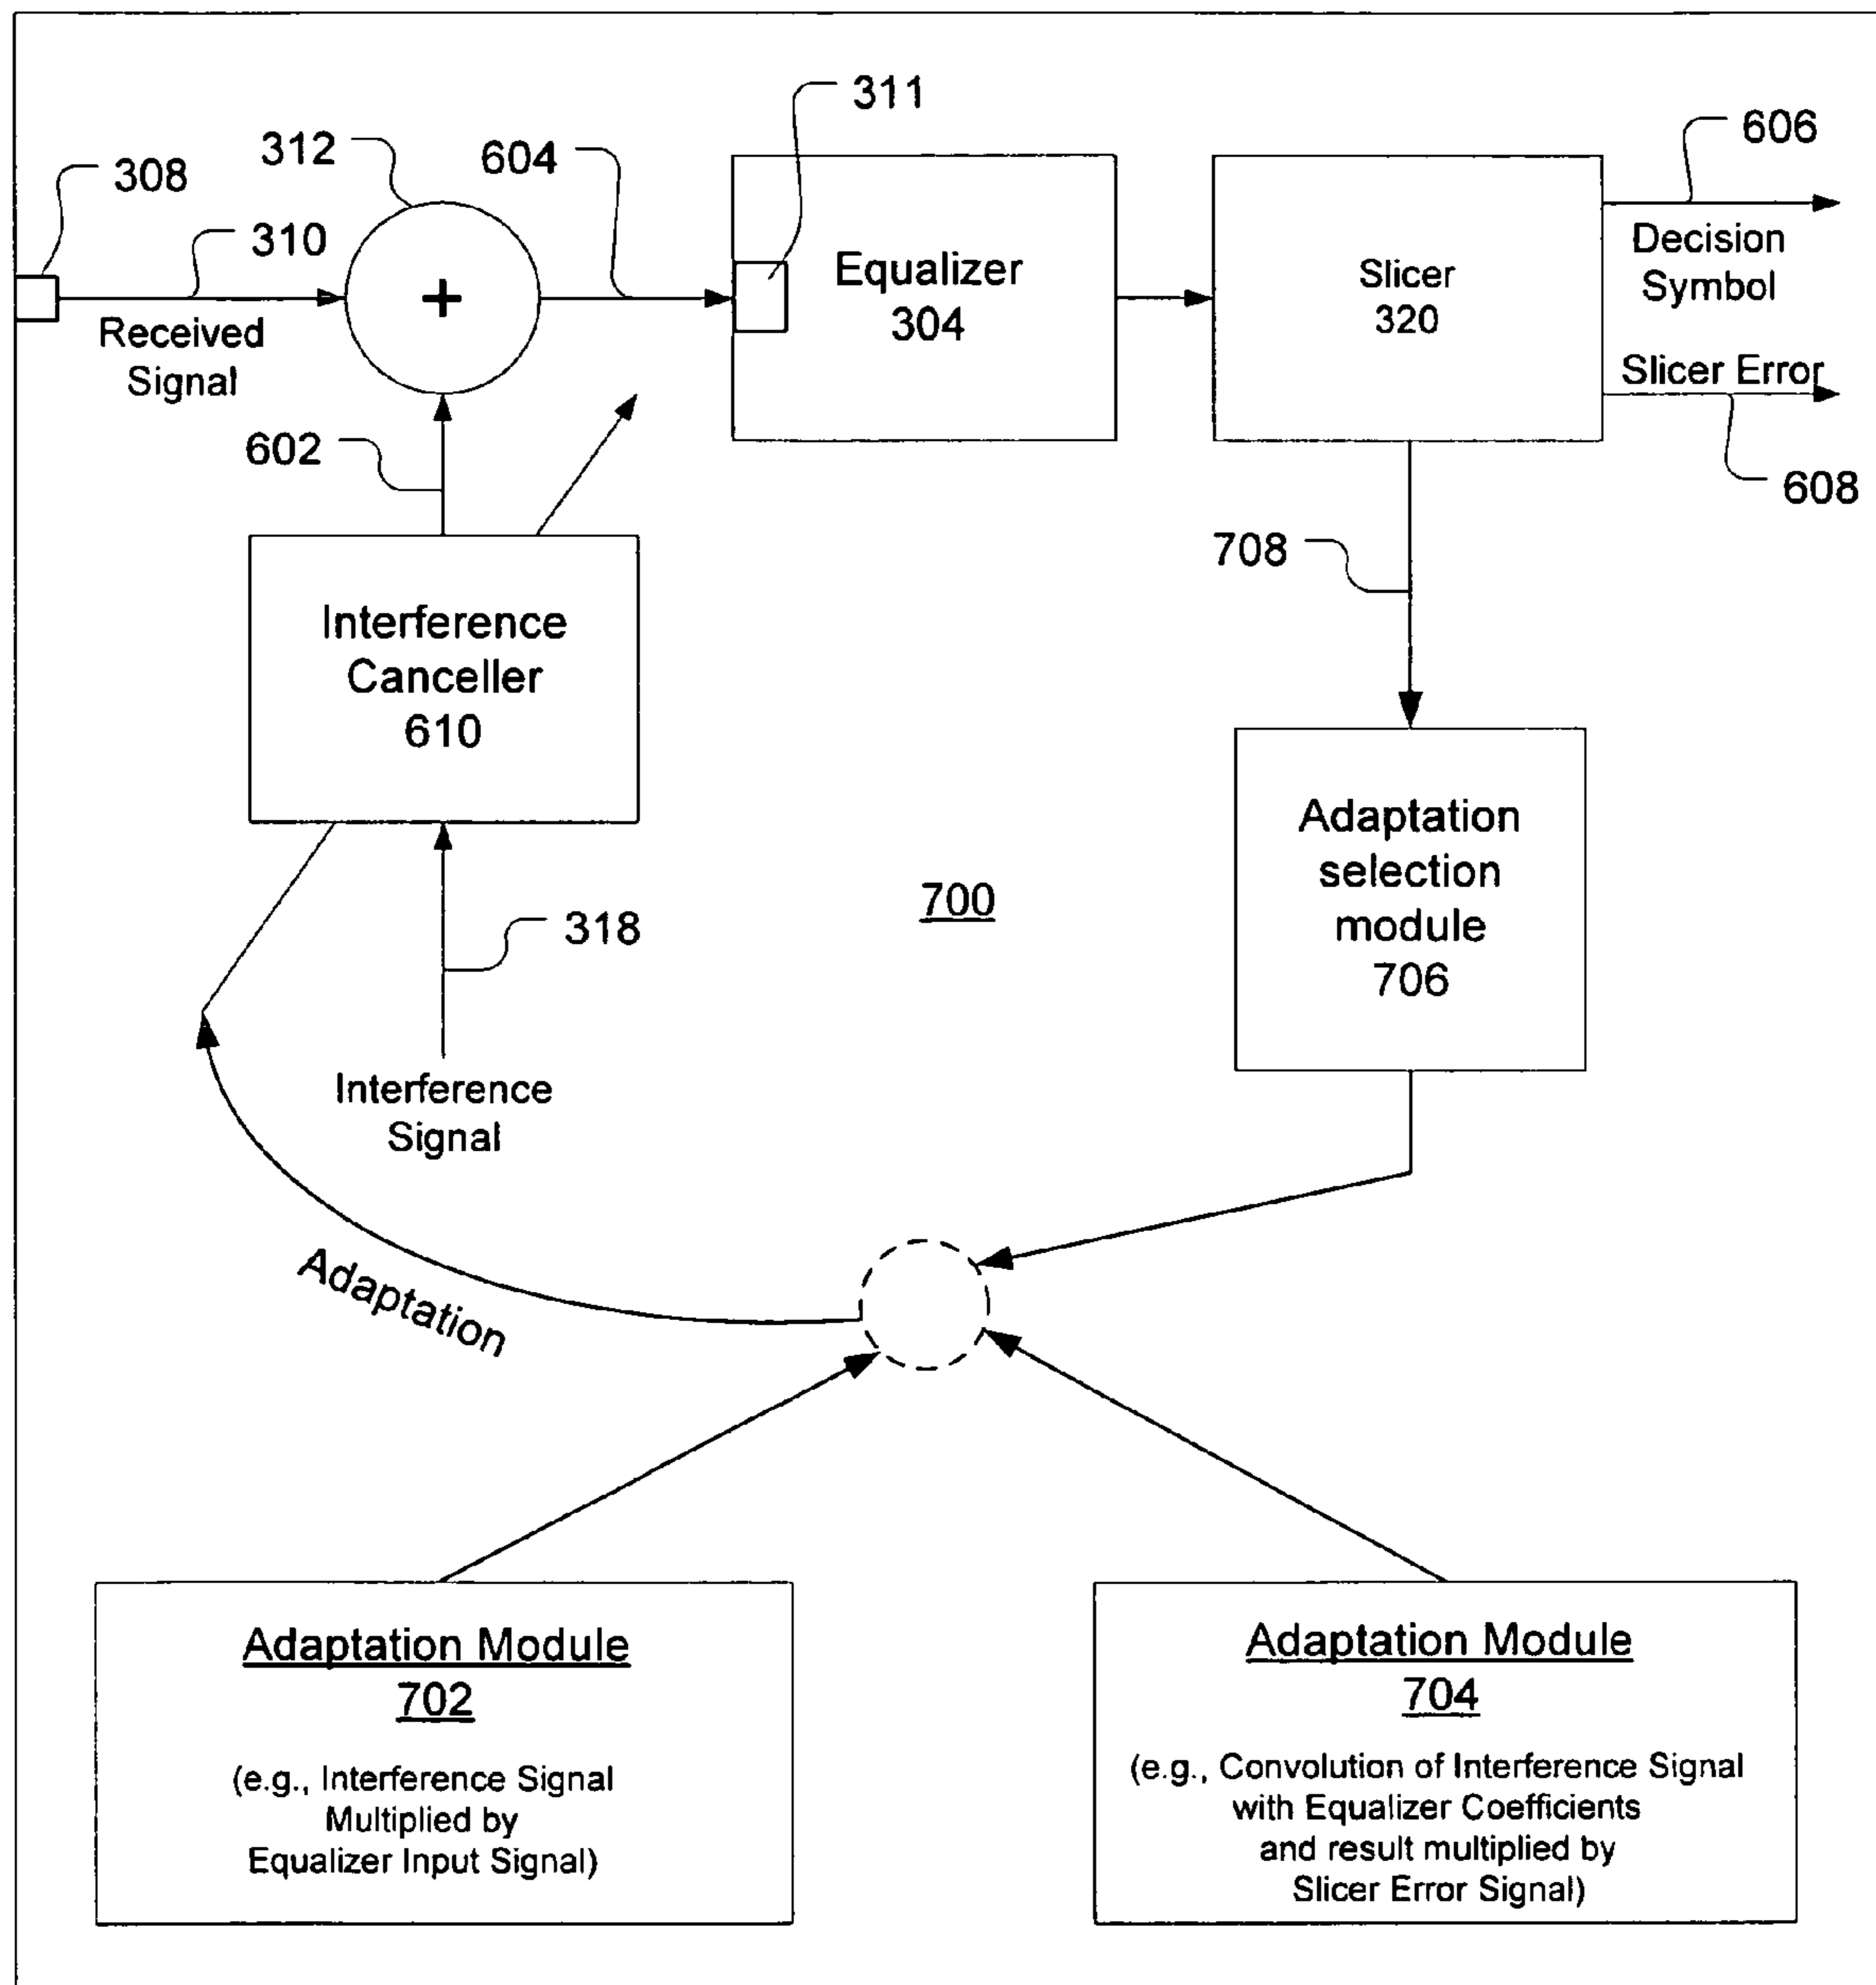 311
606
312
604
308
310
Received
Signal
+
Equalizer
304
Slicer
320
Decision
Symbol
Slicer Error
602
608
708
Interference
Canceller
610
Adaptation
selection
module
706
700
318
Interference
Signal
Adaptation
Adaptation Module
702
(e.g., Interference Signal
Multiplied by
Equalizer Input Signal)
Adaptation Module
704
(e.g., Convolution of Interference Signal
with Equalizer Coefficients
and result multiplied by
Slicer Error Signal)